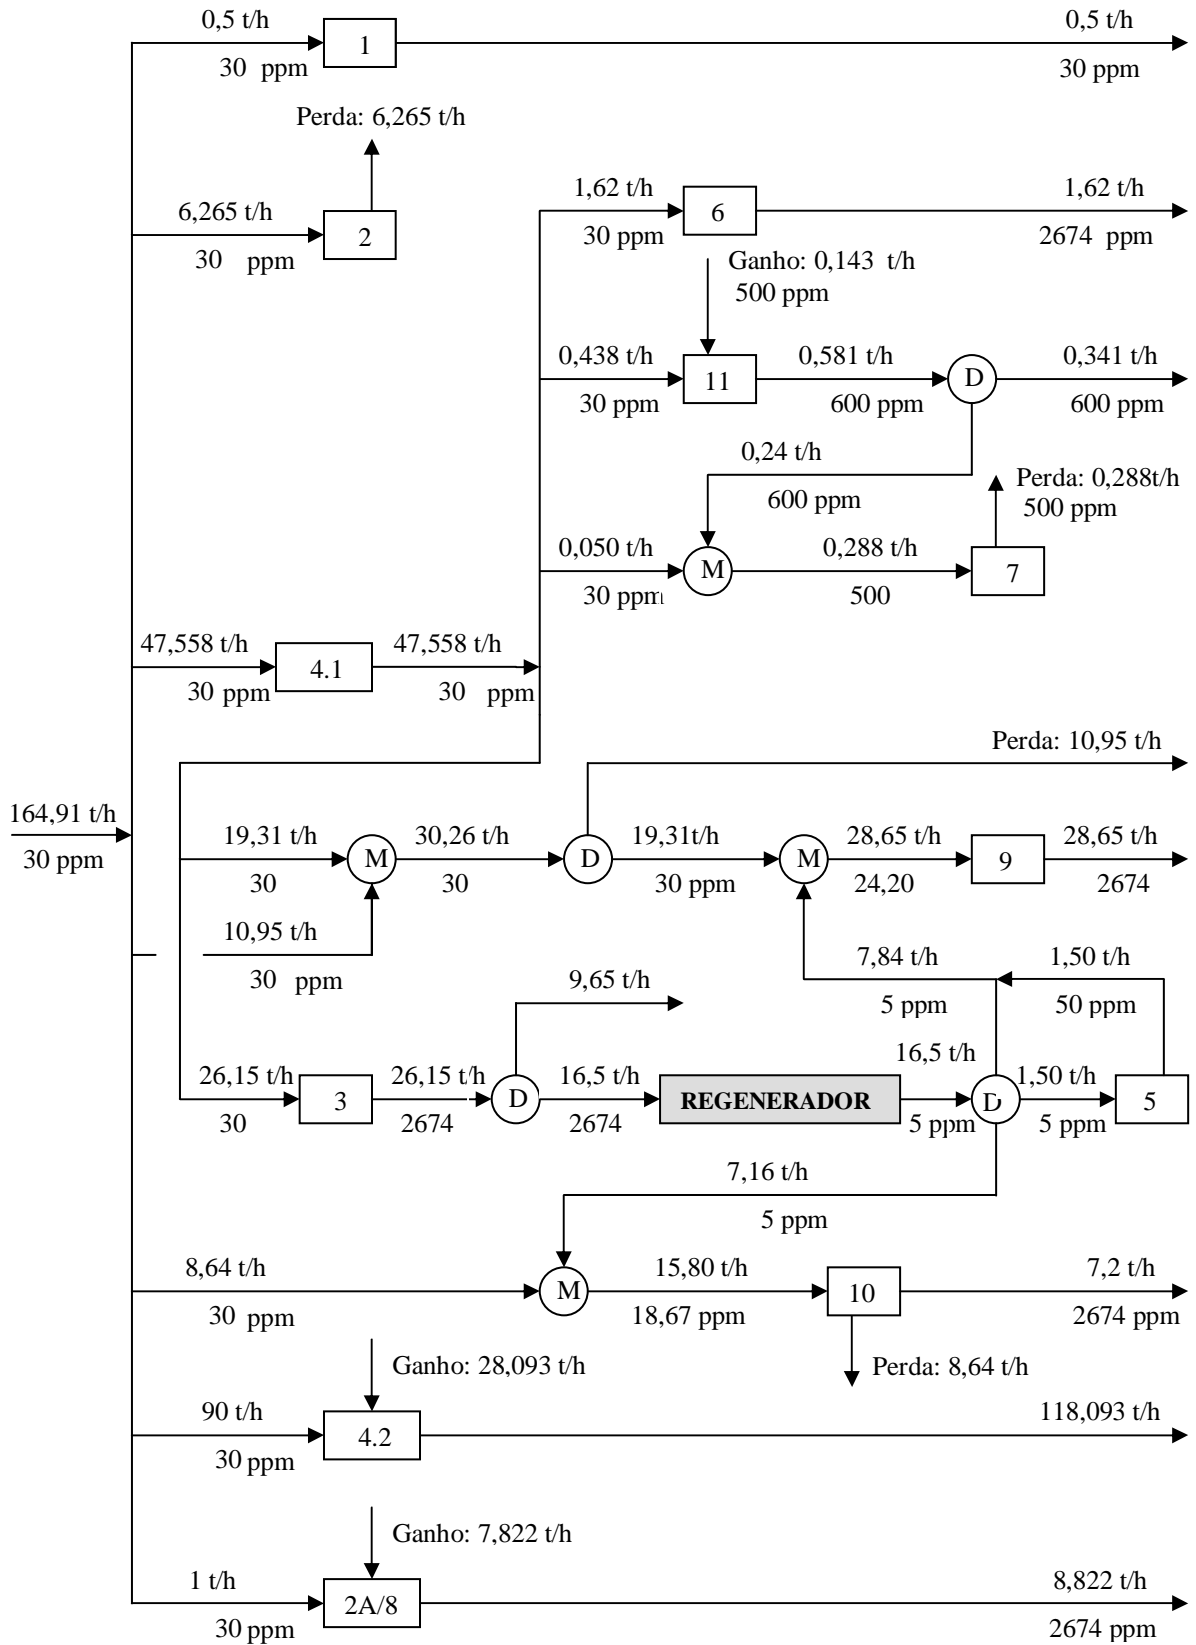 0,5 t/h
30 ppm
1
0,5 t/h
30 ppm
Perda: 6,265 t/h
6,265 t/h
30 ppm
2
1,62 t/h
30 ppm
6
1,62 t/h
2674 ppm
Ganho: 0,143 t/h
500 ppm
0,438 t/h
30 ppm
11
0,581 t/h
600 ppm
D
0,341 t/h
600 ppm
0,24 t/h
600 ppm
Perda: 0,288t/h
500 ppm
0,050 t/h
30 ppm
M
0,288 t/h
500
7
47,558 t/h
30 ppm
4.1
47,558 t/h
30 ppm
Perda: 10,95 t/h
164,91 t/h
30 ppm
19,31 t/h
30
M
30,26 t/h
30
D
19,31t/h
30 ppm
M
28,65 t/h
24,20
9
28,65 t/h
2674
10,95 t/h
30 ppm
7,84 t/h
5 ppm
1,50 t/h
50 ppm
9,65 t/h
26,15 t/h
30
3
26,15 t/h
2674
D
16,5 t/h
2674
REGENERADOR
16,5 t/h
5 ppm
D
1,50 t/h
5 ppm
5
7,16 t/h
5 ppm
8,64 t/h
30 ppm
M
15,80 t/h
18,67 ppm
10
7,2 t/h
2674 ppm
Perda: 8,64 t/h
Ganho: 28,093 t/h
90 t/h
30 ppm
4.2
118,093 t/h
Ganho: 7,822 t/h
1 t/h
30 ppm
2A/8
8,822 t/h
2674 ppm